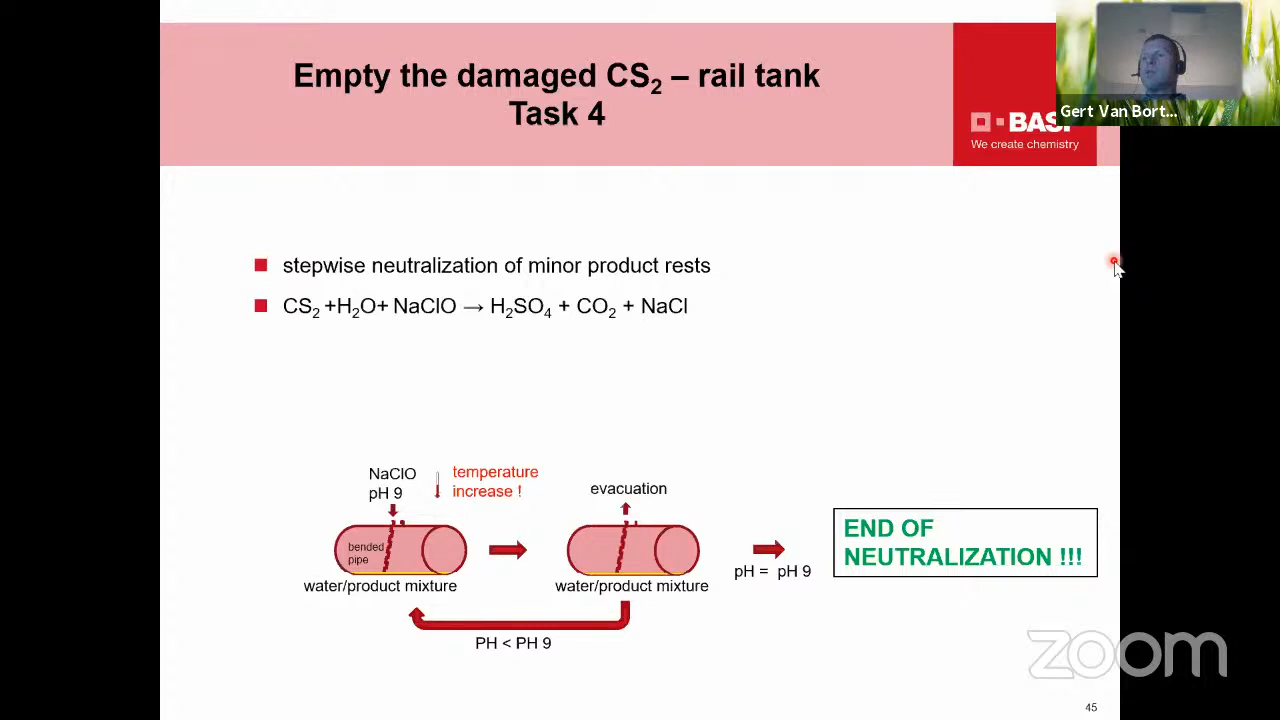 Empty the damaged CS₂ – rail tank
Task 4
BASF
We create chemistry
Gert Van Bort...
stepwise neutralization of minor product rests
CS₂ +H₂O+ NaClO → H₂SO₄ + CO₂ + NaCl
NaClO
pH 9
temperature
increase !
evacuation
bended
pipe
water/product mixture
water/product mixture
pH = pH 9
END OF
NEUTRALIZATION !!!
PH < PH 9
zoom
45